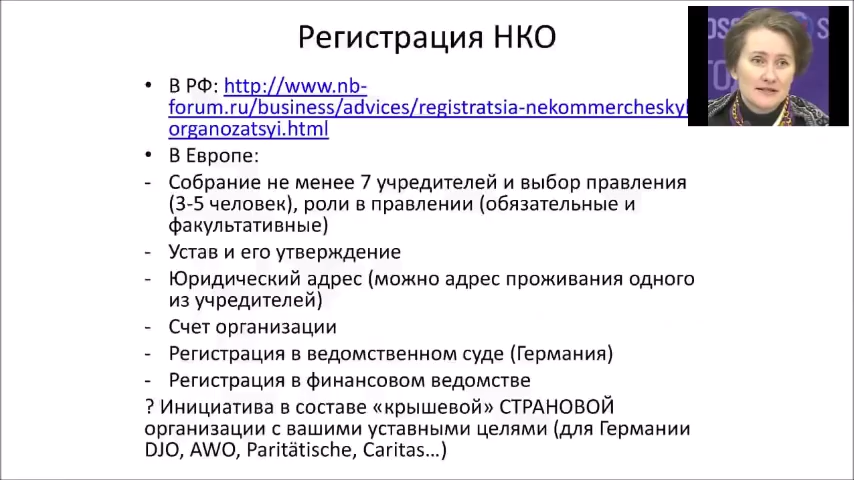 Регистрация НКО
• В РФ: http://www.nb-
forum.ru/business/advices/registratsia-nekommerchesky
organozatsyi.html
• В Европе:
- Собрание не менее 7 учредителей и выбор правления
(3-5 человек), роли в правлении (обязательные и
факультативные)
- Устав и его утверждение
- Юридический адрес (можно адрес проживания одного
из учредителей)
- Счет организации
- Регистрация в ведомственном суде (Германия)
- Регистрация в финансовом ведомстве
? Инициатива в составе «крышевой» СТРАНОВОЙ
организации с вашими уставными целями (для Германии
DJO, AWO, Paritätische, Caritas…)